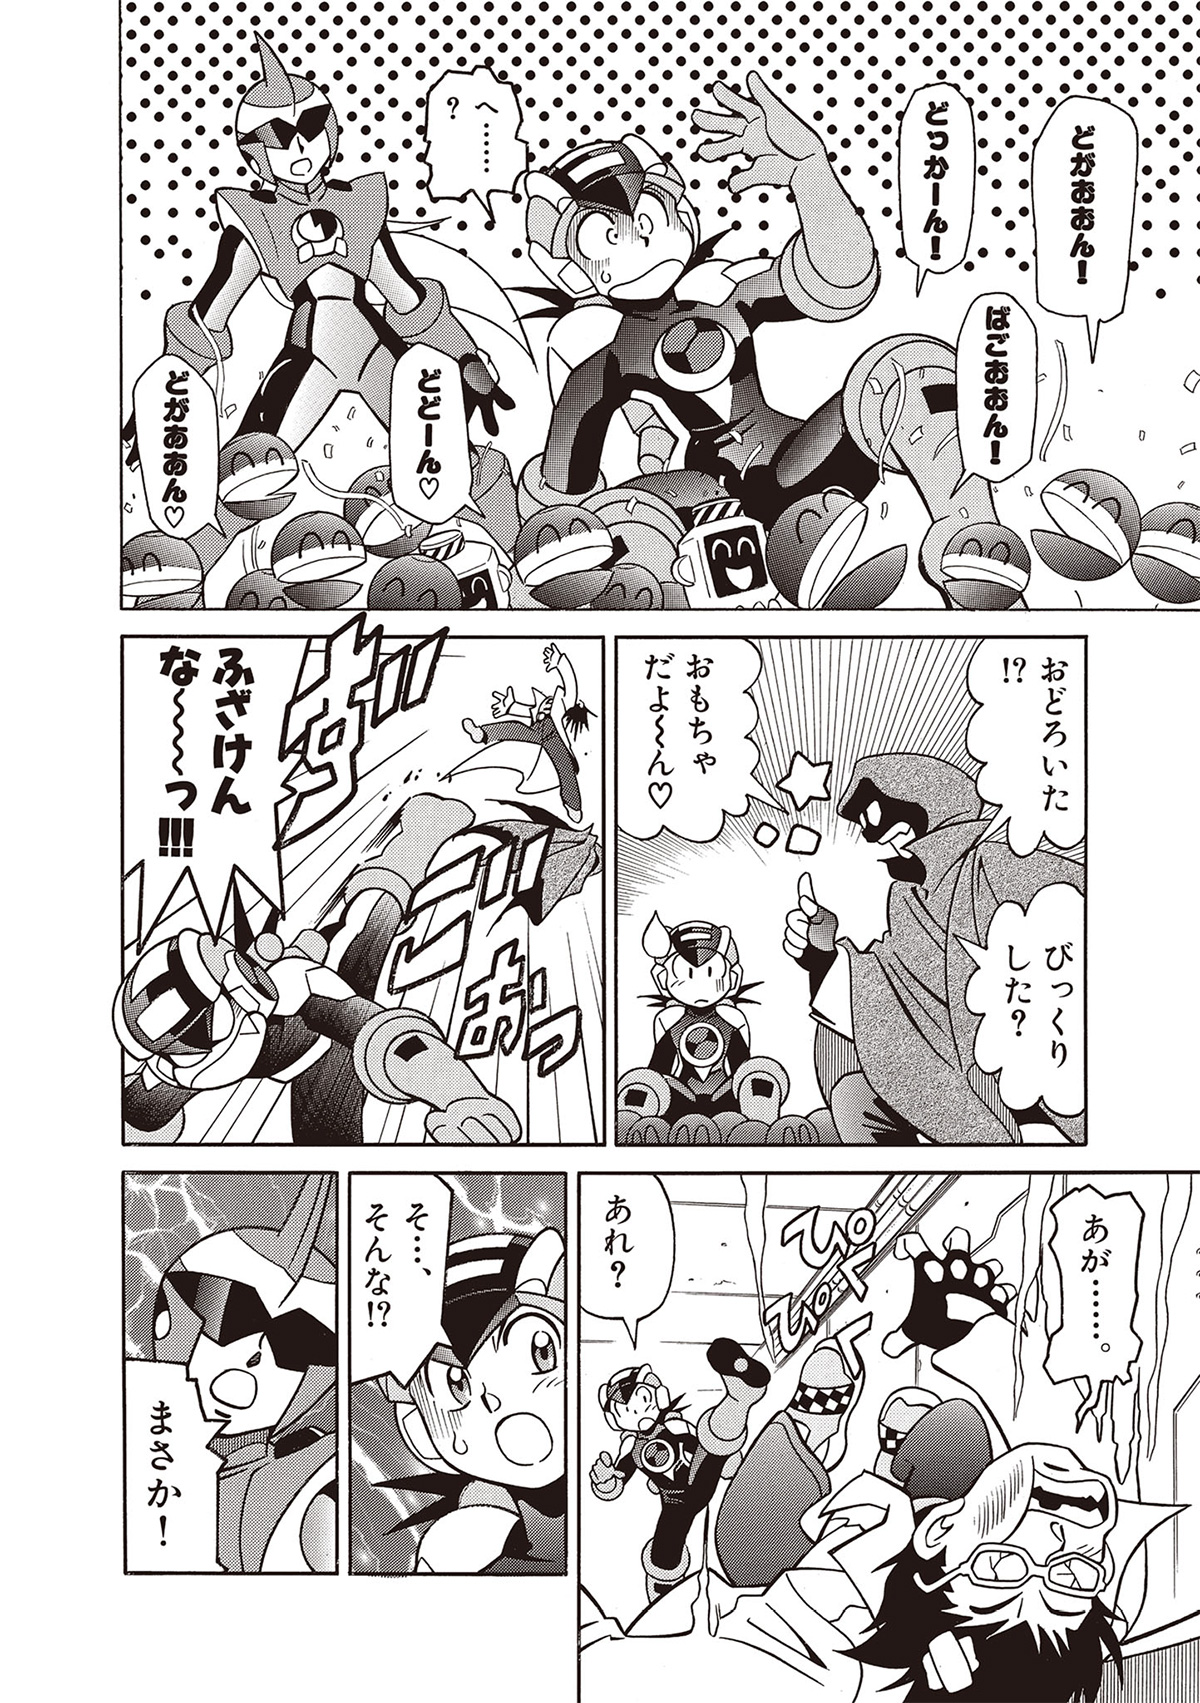 どがおおん!
どっかーん!
ばごおおん!
へ……
?
どどーん♡
どがああん♡
おどろいた
!?
びっくり
した?
おもちゃ
だよ〜ん♡
ふざけん
な〜〜〜っ
!!!
あが……。
ぴくぴく
あれ?
そ…、
そんな!?
まさか!